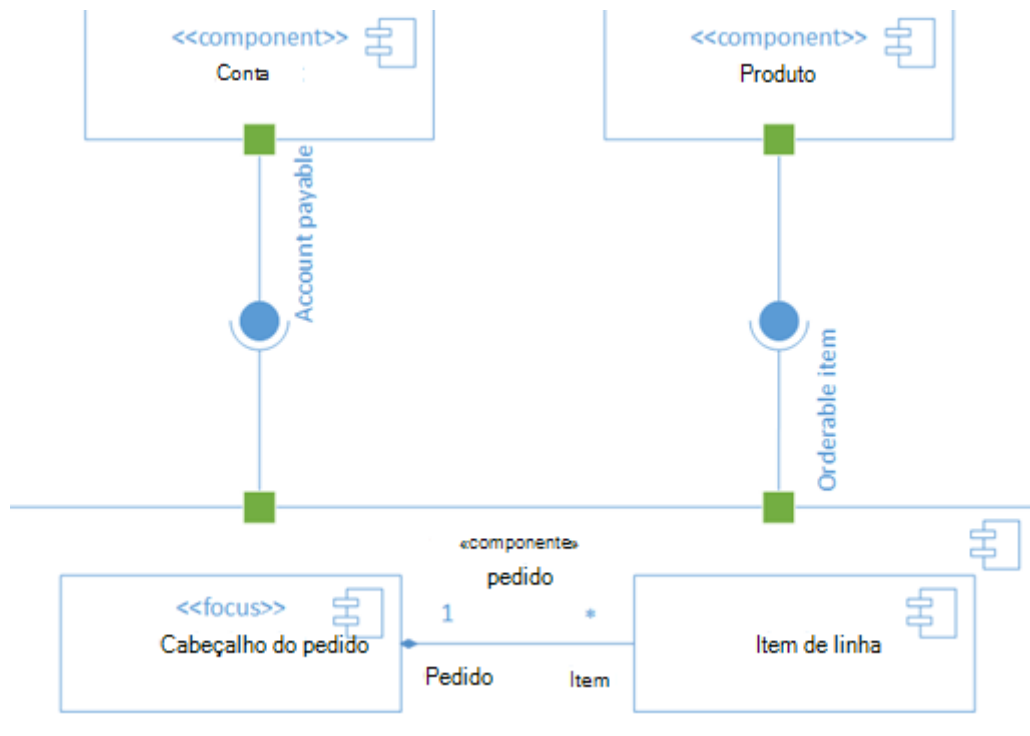 <<component>>
Conta
<<component>>
Produto
Account payable
Orderable item
«componente»
pedido
<<focus>>
Cabeçalho do pedido
1
*
Item de linha
Pedido
Item